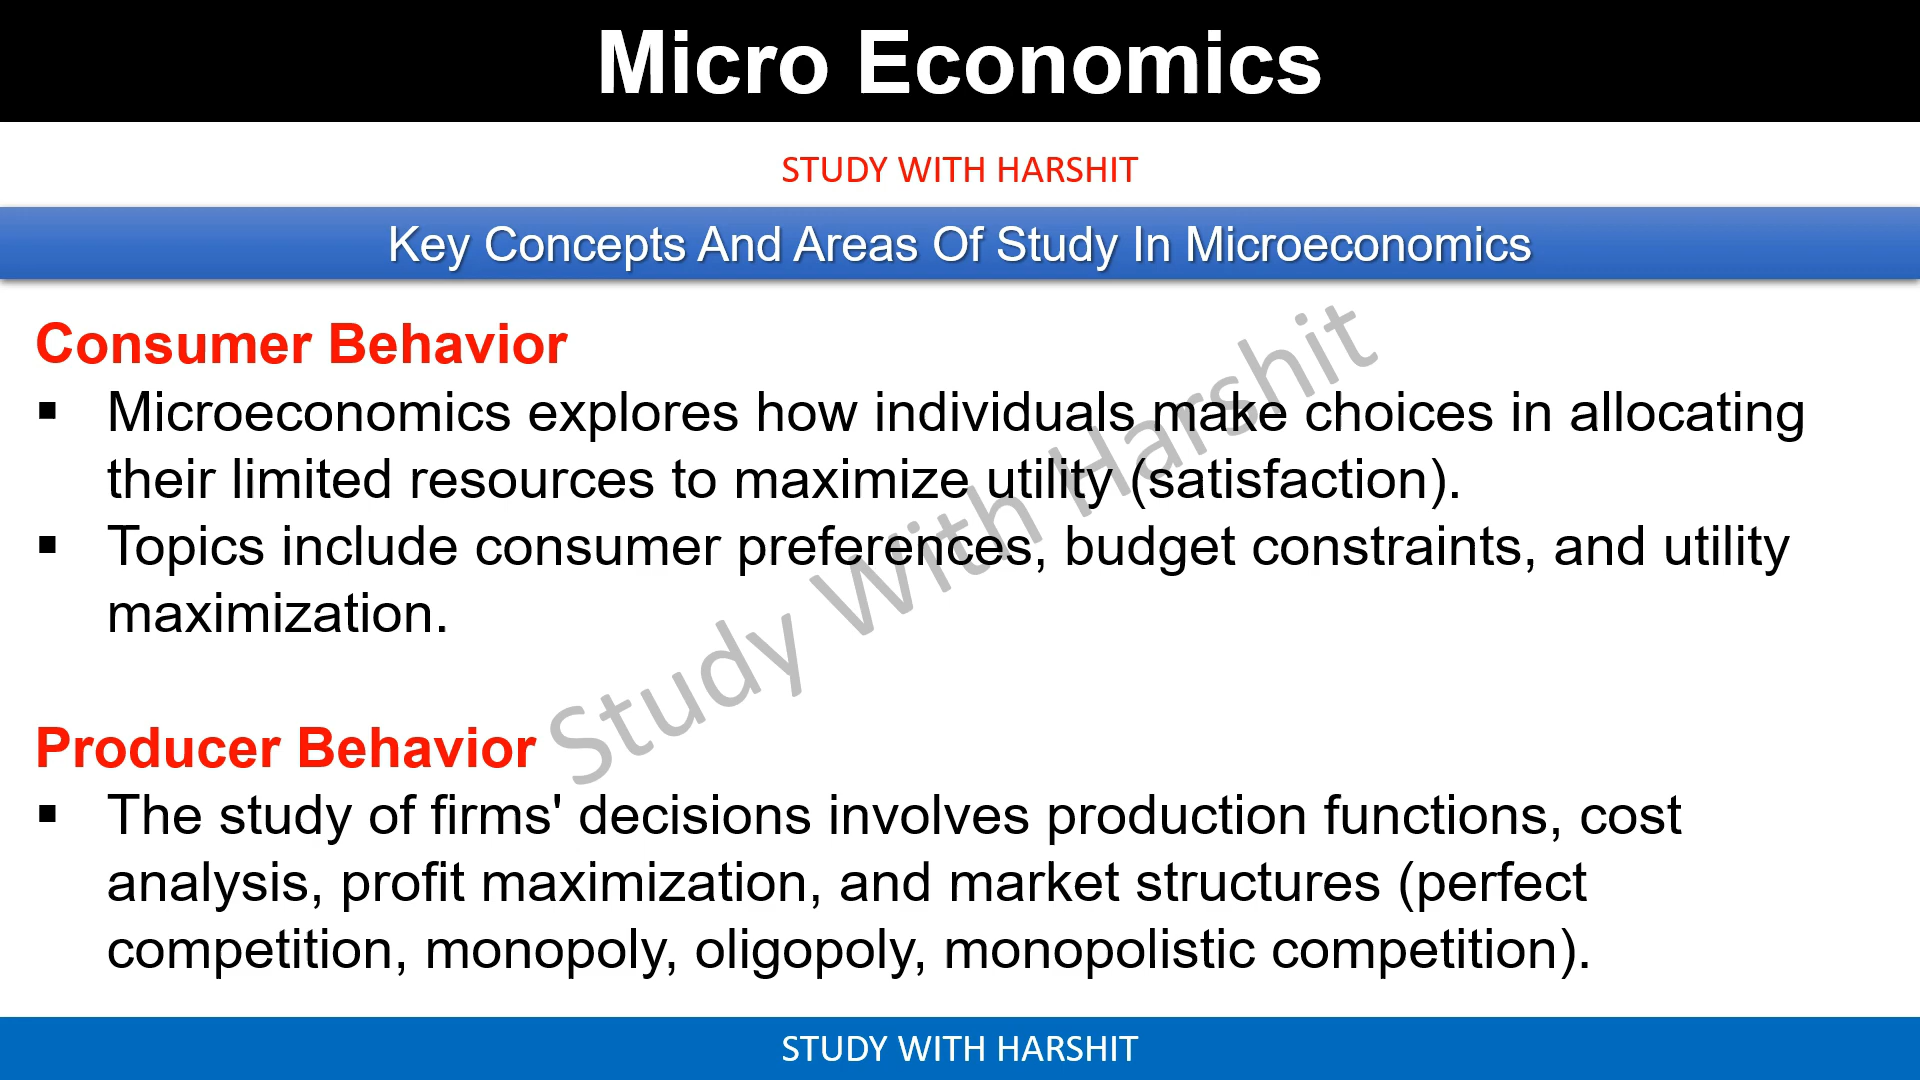 Micro Economics
STUDY WITH HARSHIT
Key Concepts And Areas Of Study In Microeconomics
Consumer Behavior
▪ Microeconomics explores how individuals make choices in allocating
their limited resources to maximize utility (satisfaction).
▪ Topics include consumer preferences, budget constraints, and utility
maximization.
Producer Behavior
▪ The study of firms' decisions involves production functions, cost
analysis, profit maximization, and market structures (perfect
competition, monopoly, oligopoly, monopolistic competition).
Study With Harshit
STUDY WITH HARSHIT